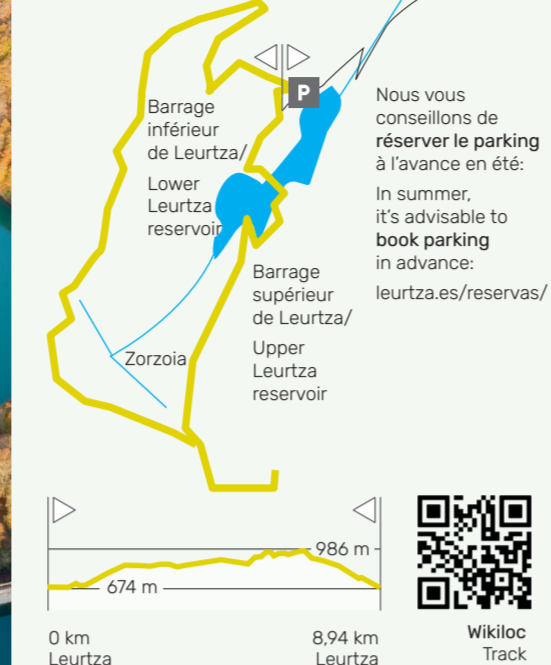 P
Barrage
inférieur
de Leurtza/
Lower
Leurtza
reservoir
Nous vous
conseillons de
réserver le parking
à l'avance en été:
In summer,
it's advisable to
book parking
in advance:
leurtza.es/reservas/
Barrage
supérieur
de Leurtza/
Upper
Leurtza
reservoir
Zorzoia
986 m
674 m
0 km
Leurtza
8,94 km
Leurtza
Wikiloc
Track